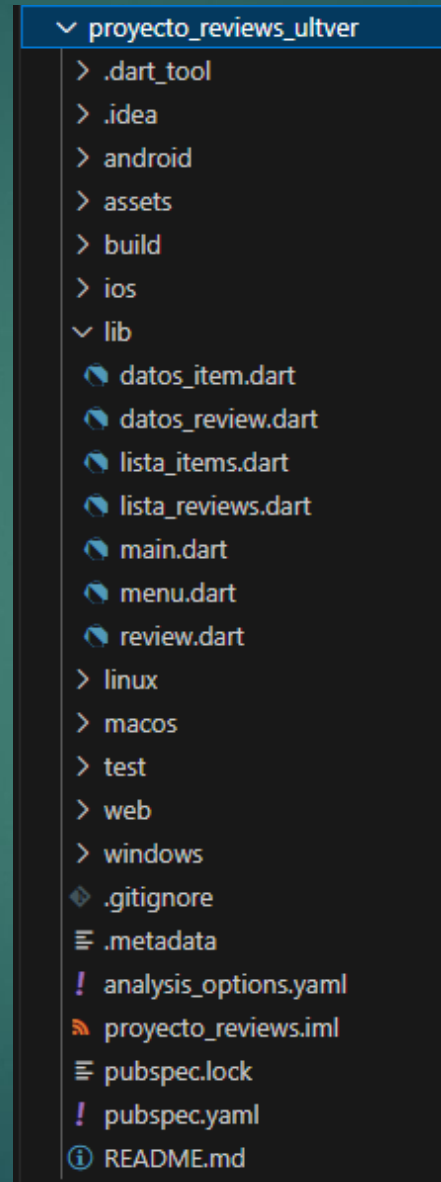 proyecto_reviews_ultver
.dart_tool
.idea
android
assets
build
ios
lib
datos_item.dart
datos_review.dart
lista_items.dart
lista_reviews.dart
main.dart
menu.dart
review.dart
linux
macos
test
web
windows
.gitignore
.metadata
analysis_options.yaml
proyecto_reviews.iml
pubspec.lock
pubspec.yaml
README.md